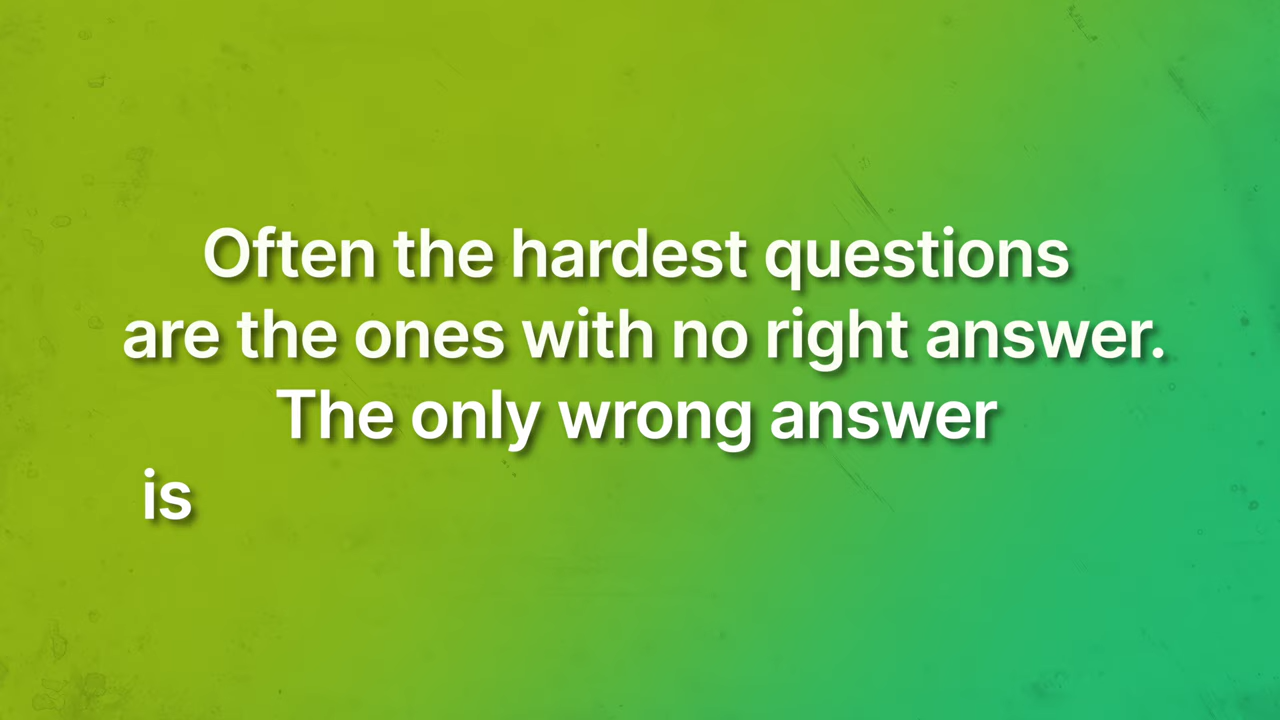 Often the hardest questions
are the ones with no right answer.
The only wrong answer
is